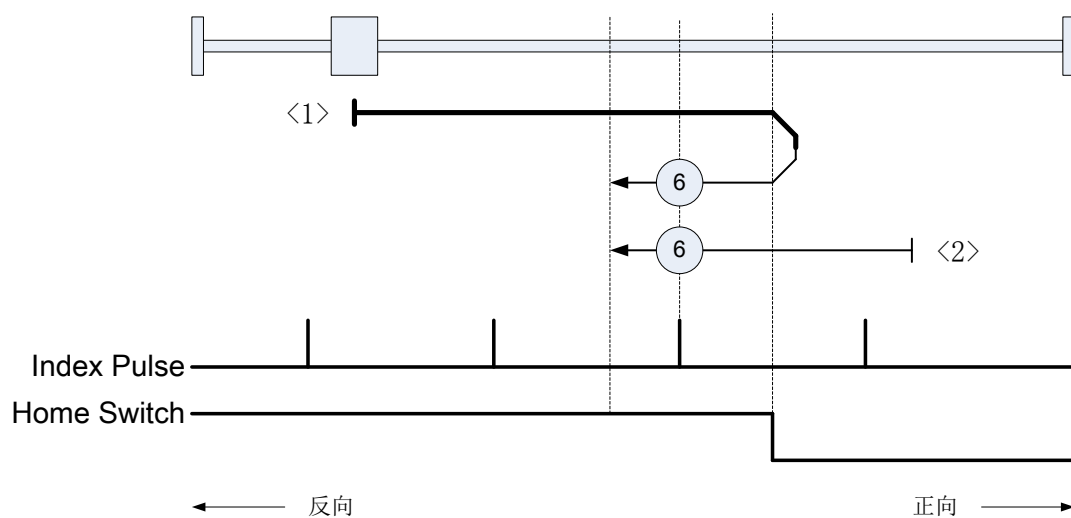 〈1〉
6
6 〈2〉
Index Pulse
Home Switch
反向 正向